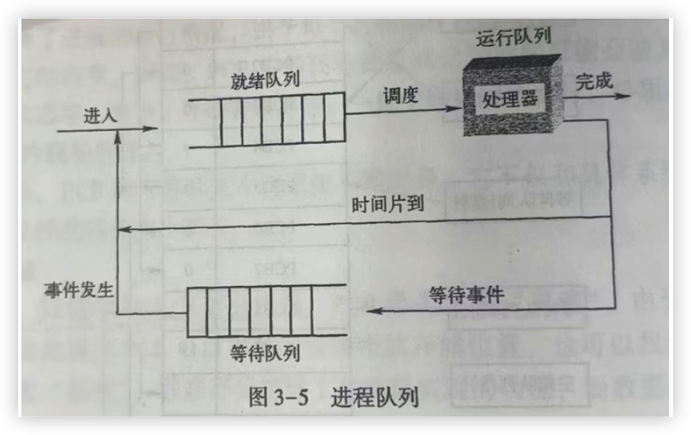 运行队列
就绪队列
处理器
完成
进入
调度
时间片到
事件发生
等待事件
等待队列
图 3-5 进程队列